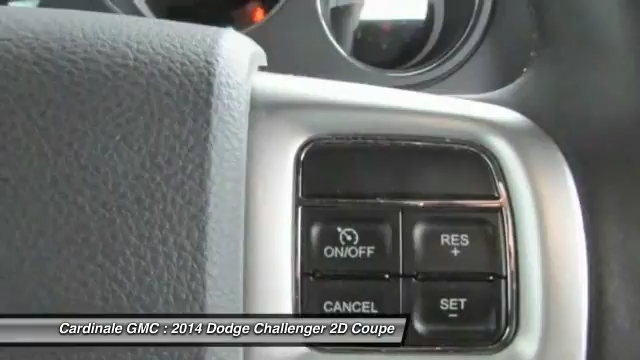 ON/OFF
RES
+
CANCEL
SET
-
Cardinale GMC : 2014 Dodge Challenger 2D Coupe